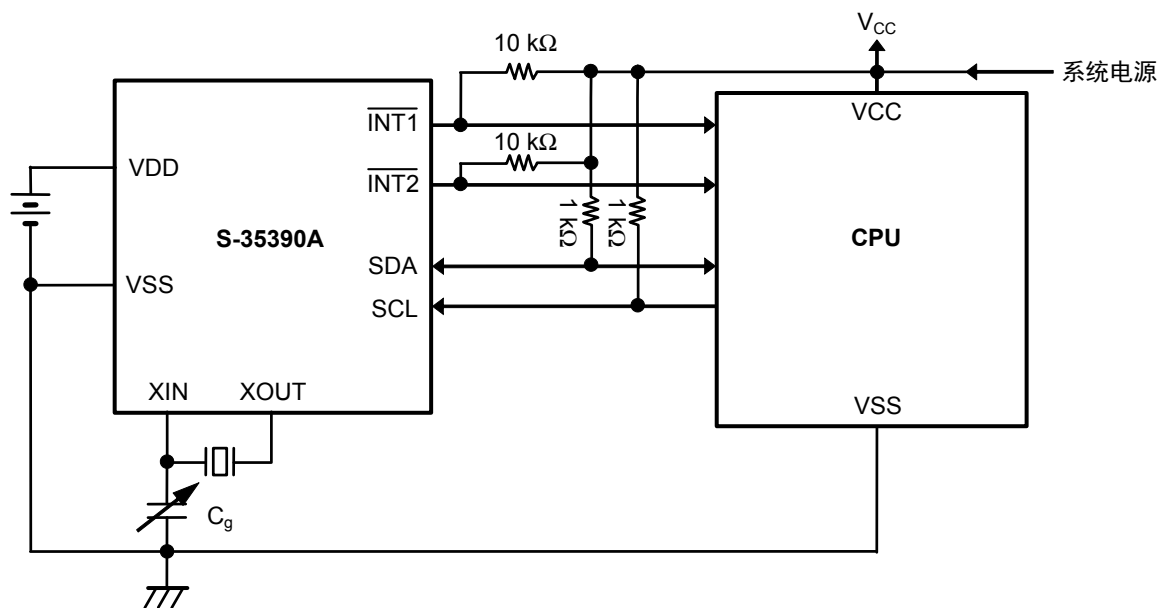 V_CC
10 kΩ
系统电源
VCC
INT1
10 kΩ
VDD
INT2
1 kΩ
1 kΩ
S-35390A
CPU
SDA
VSS
SCL
XIN
XOUT
VSS
C_g